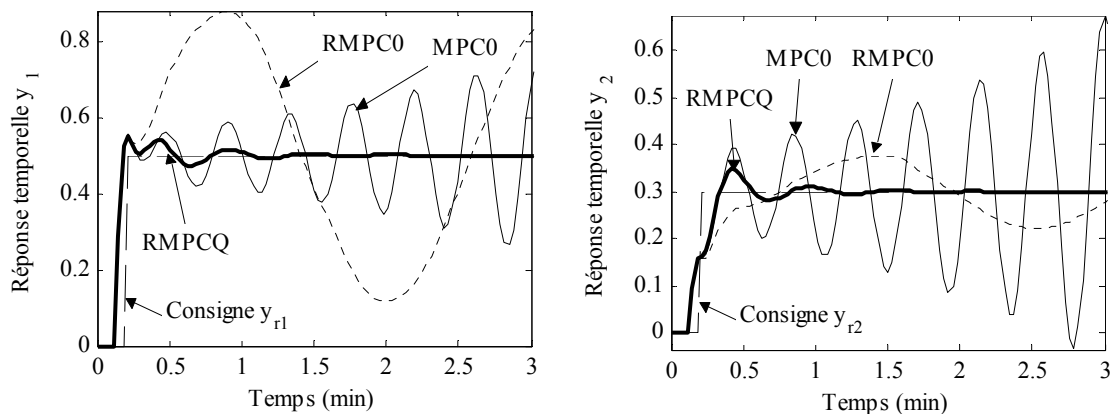 0.8
0.6
0.4
0.2
0
Réponse temporelle y 1
RMPC0
MPC0
RMPCQ
Consigne yr1
0 0.5 1 1.5 2 2.5 3
Temps (min)
0.6
0.5
0.4
0.3
0.2
0.1
0
Réponse temporelle y 2
MPC0
RMPC0
RMPCQ
Consigne yr2
0 0.5 1 1.5 2 2.5 3
Temps (min)